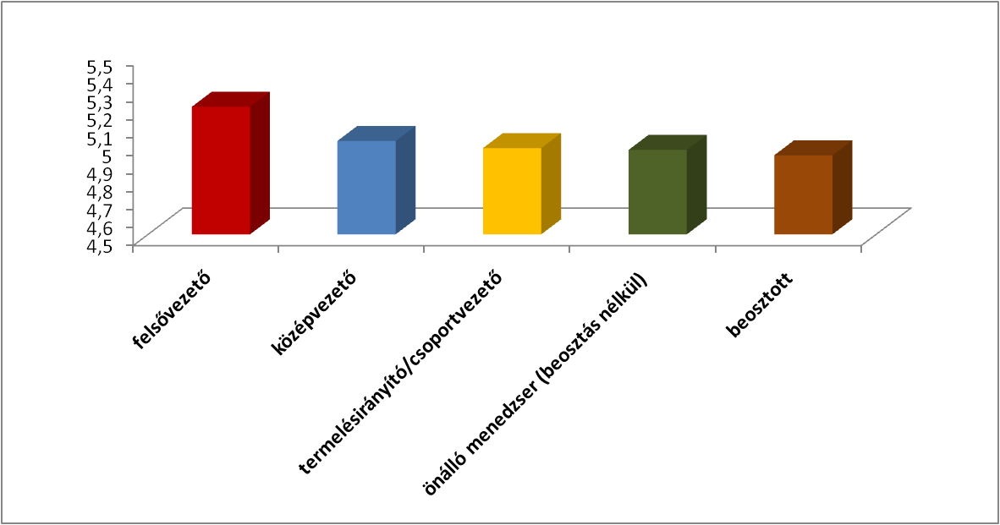 5,5
5,4
5,3
5,2
5,1
5
4,9
4,8
4,7
4,6
4,5
felsővezető
középvezető
termelésirányító/csoportvezető
önálló menedzser (beosztás nélkül)
beosztott